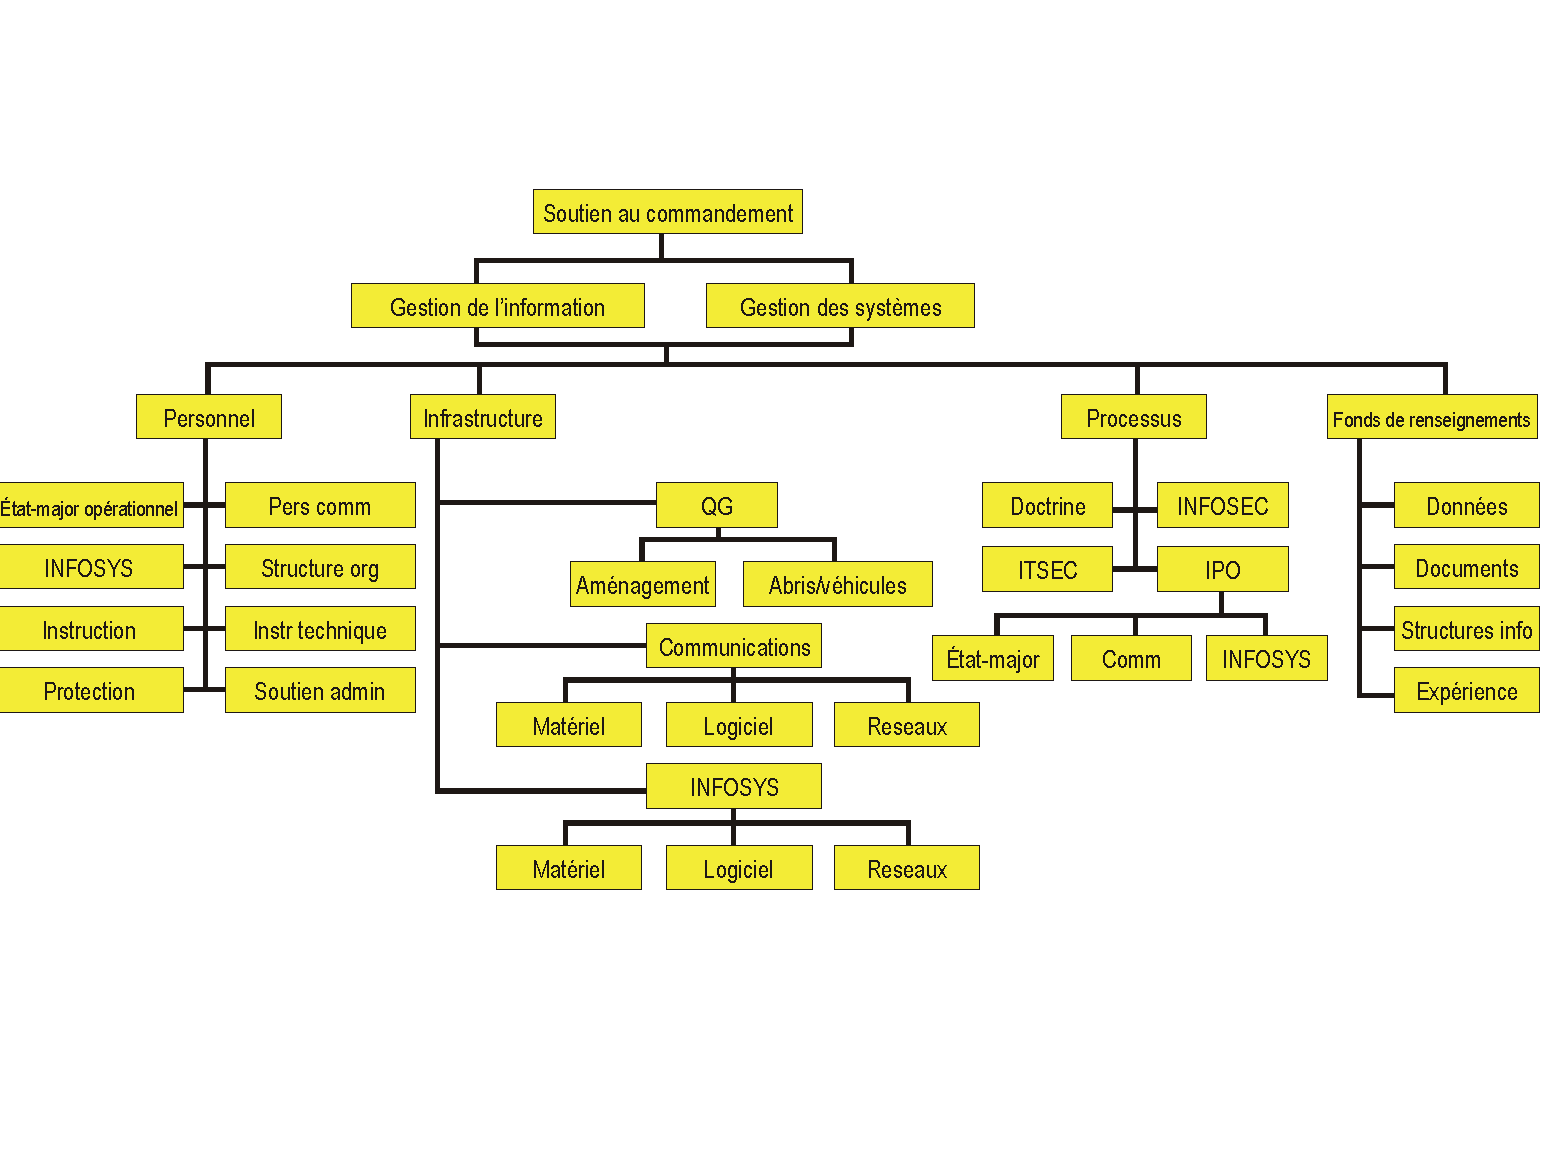 Soutien au commandement
Gestion de l'information
Gestion des systèmes
Personnel
Infrastructure
Processus
Fonds de renseignements
État-major opérationnel
Pers comm
INFOSYS
Structure org
Instruction
Instr technique
Protection
Soutien admin
QG
Aménagement
Abris/véhicules
Communications
Matériel
Logiciel
Reseaux
INFOSYS
Matériel
Logiciel
Reseaux
Doctrine
INFOSEC
ITSEC
IPO
État-major
Comm
INFOSYS
Données
Documents
Structures info
Expérience